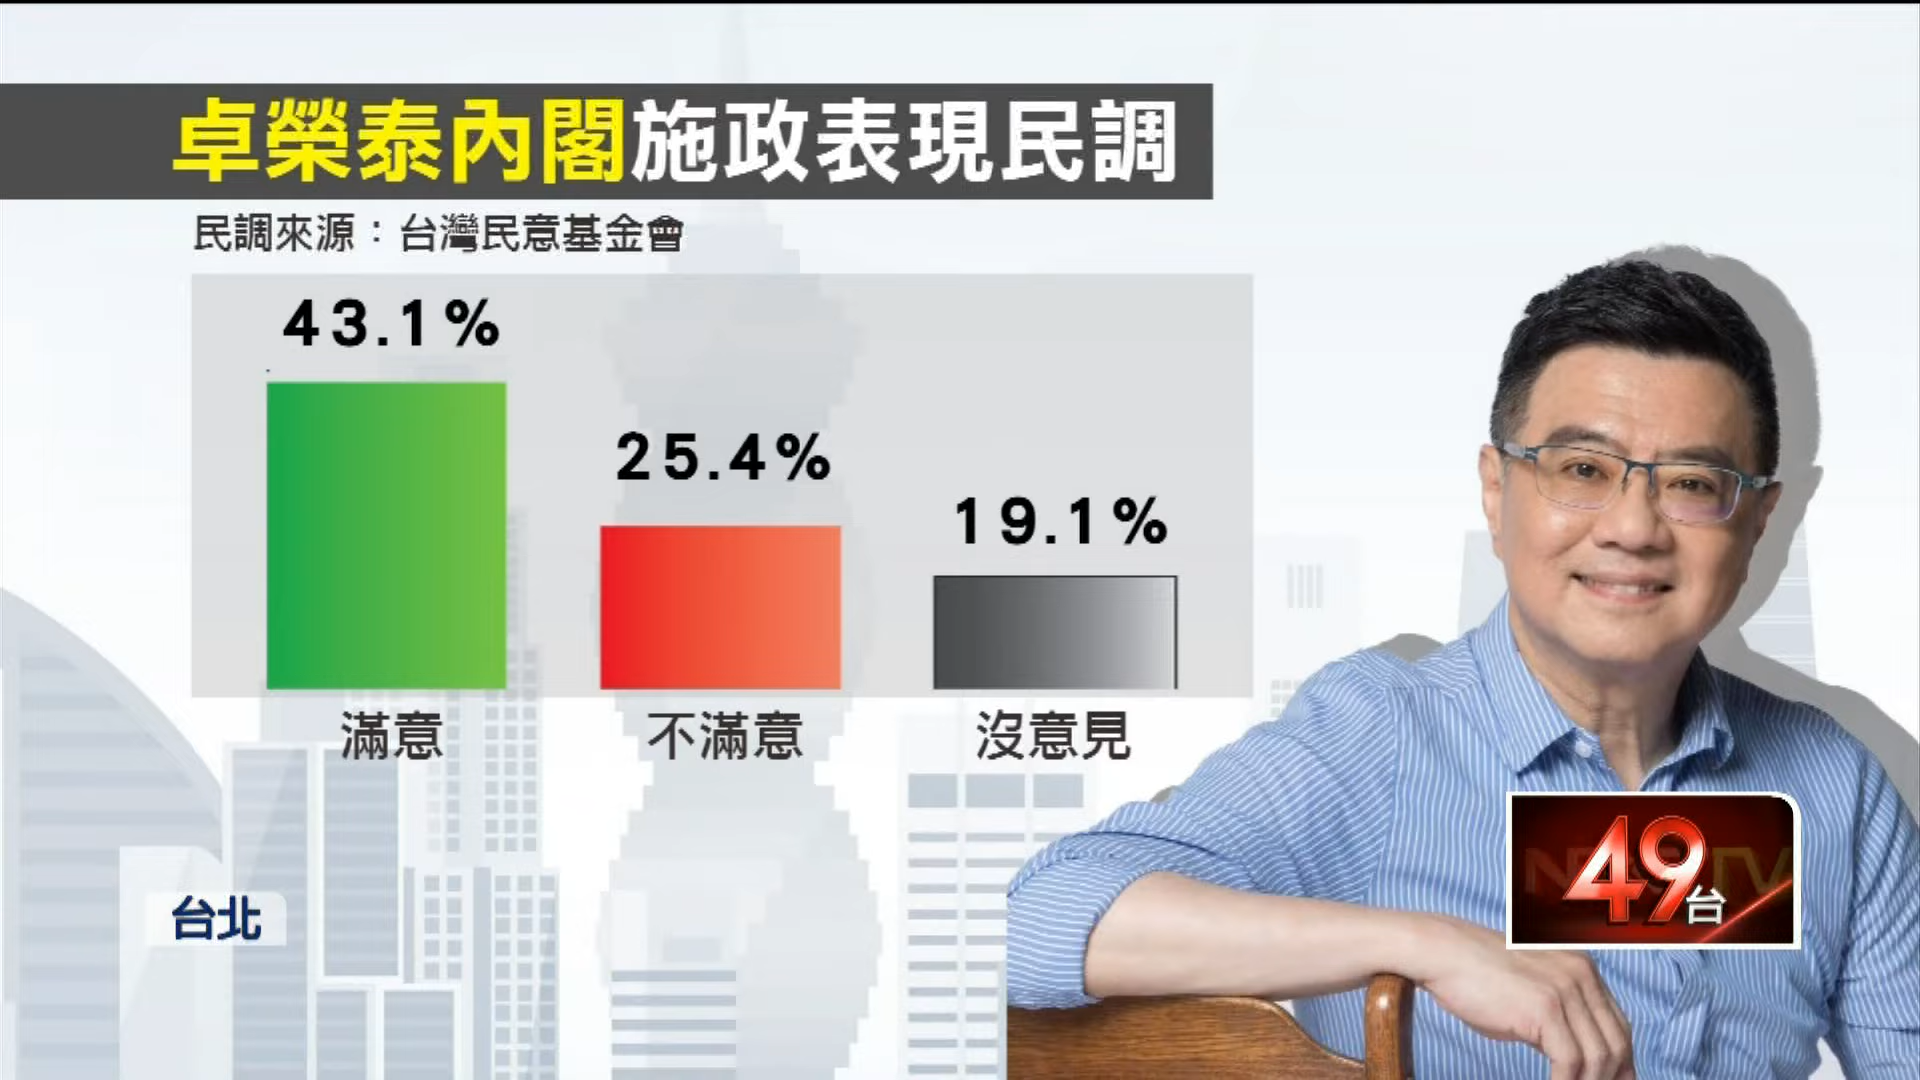 卓榮泰內閣施政表現民調
民調來源：台灣民意基金會
43.1%
25.4%
19.1%
滿意
不滿意
沒意見
台北
49台